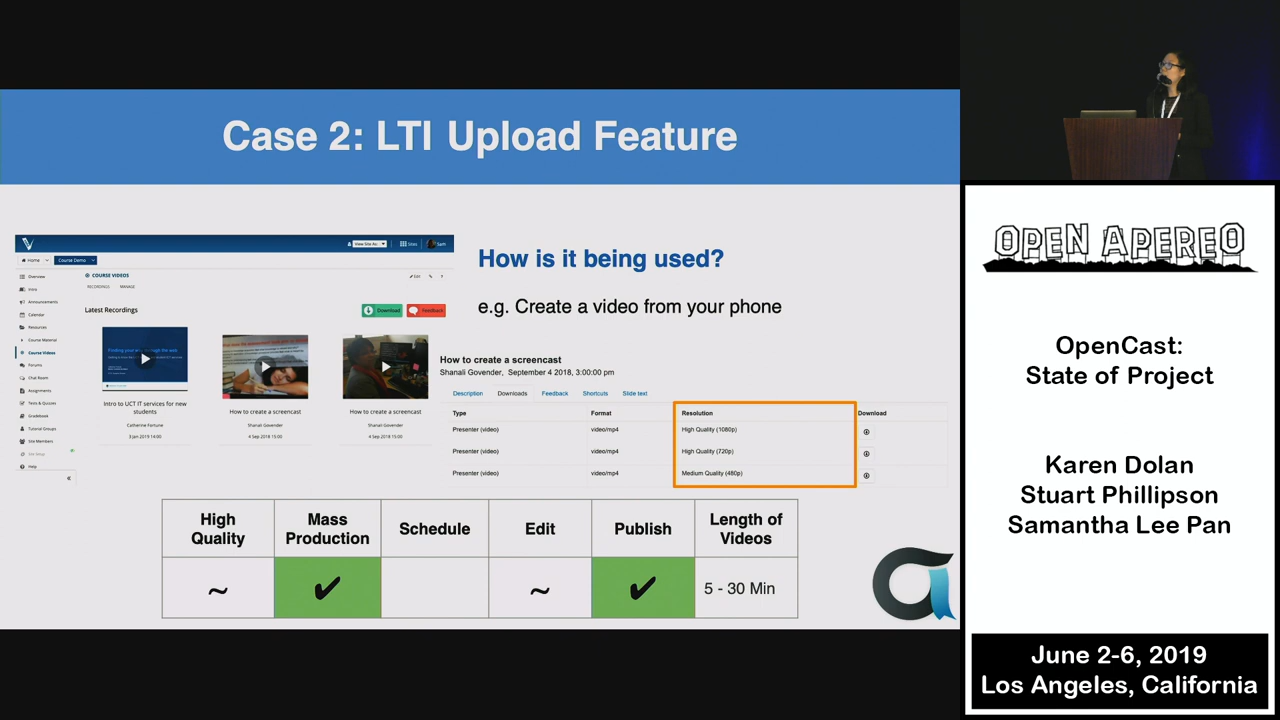 Case 2: LTI Upload Feature
View Site As:
Sites
Sam
Home
Course Demo
Overview
Intro
Announcements
Calendar
Resources
Course Material
Course Videos
Forums
Chat Room
Assignments
Tests & Quizzes
Gradebook
Tutorial Groups
Site Members
Site Setup
Help
COURSE VIDEOS
Edit
RECORDINGS
MANAGE
Latest Recordings
Download
Feedback
Intro to UCT IT services for new
students
Catherine Fortune
3 Jan 2019 14:00
How to create a screencast
Shanali Govender
4 Sep 2018 15:00
How to create a screencast
Shanali Govender
4 Sep 2018 15:00
How is it being used?
e.g. Create a video from your phone
How to create a screencast
Shanali Govender, September 4 2018, 3:00:00 pm
Description
Downloads
Feedback
Shortcuts
Slide text
Type
Format
Resolution
Download
Presenter (video)
video/mp4
High Quality (1080p)
Presenter (video)
video/mp4
High Quality (720p)
Presenter (video)
video/mp4
Medium Quality (480p)
High
Quality
Mass
Production
Schedule
Edit
Publish
Length of
Videos
~
✔
~
✔
5 - 30 Min
OPEN APEREO
OpenCast:
State of Project
Karen Dolan
Stuart Phillipson
Samantha Lee Pan
June 2-6, 2019
Los Angeles, California